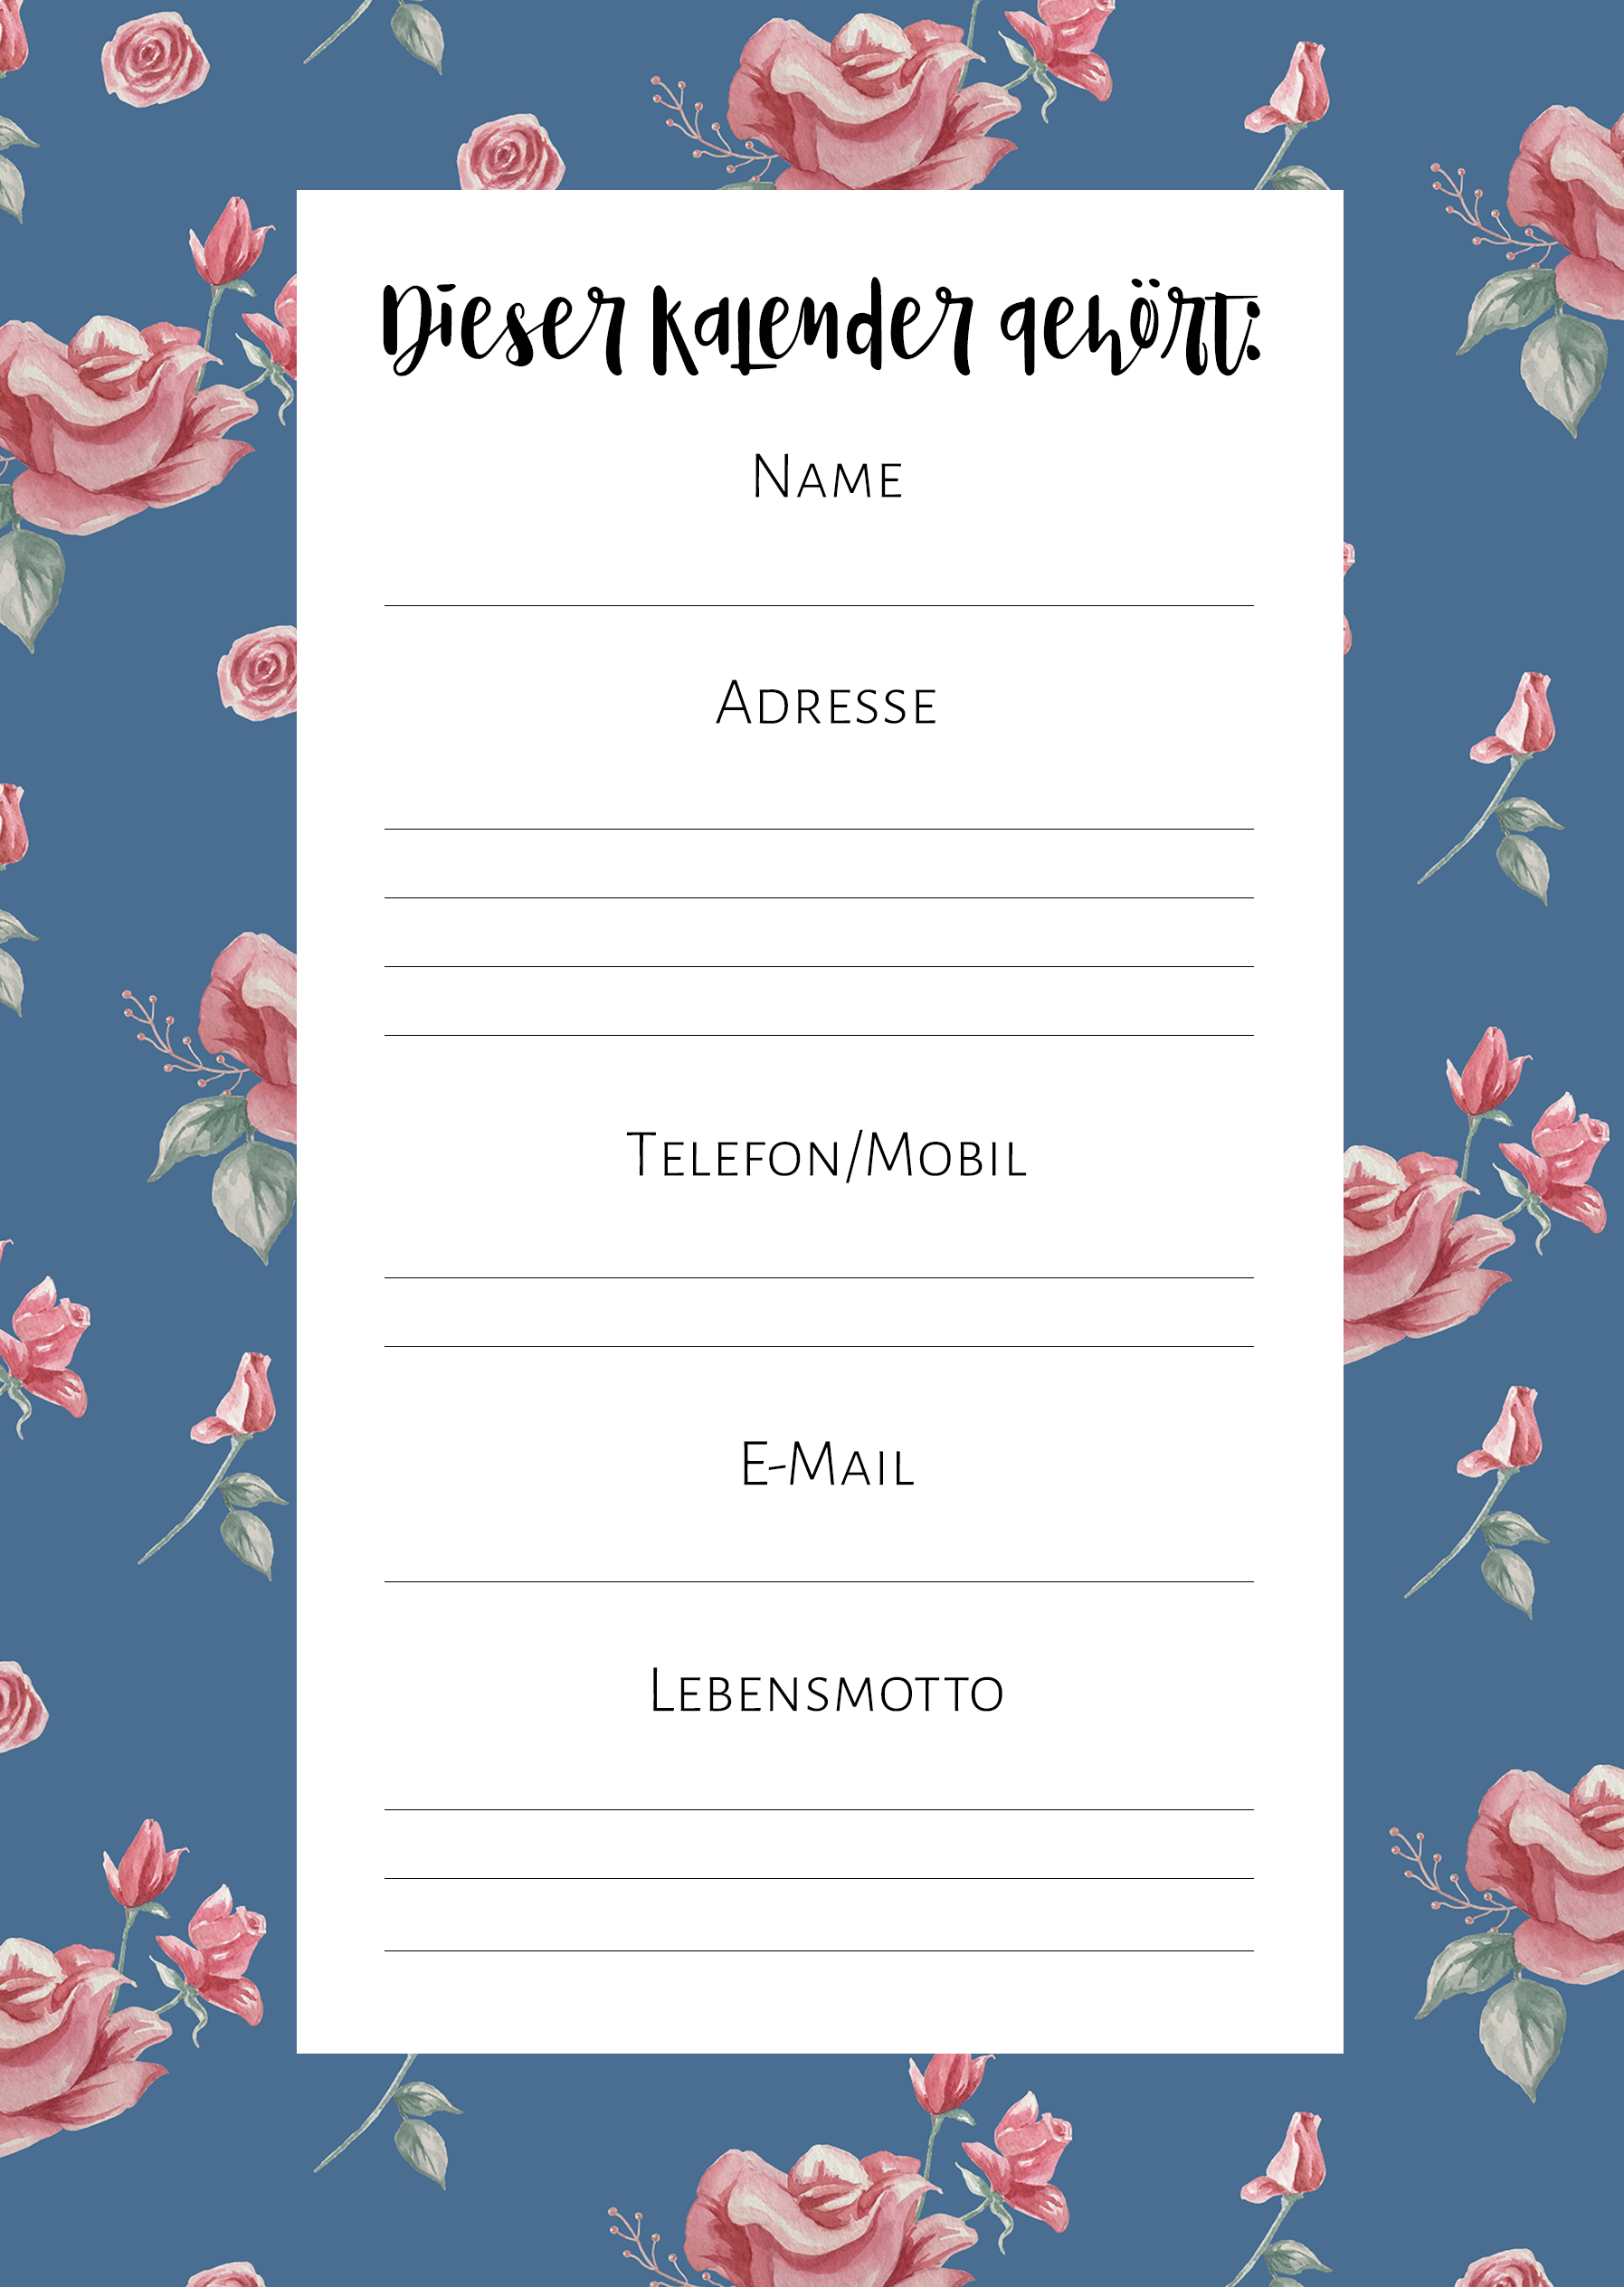 Dieser Kalender gehört:
Name
Adresse
Telefon/Mobil
E-Mail
Lebensmotto